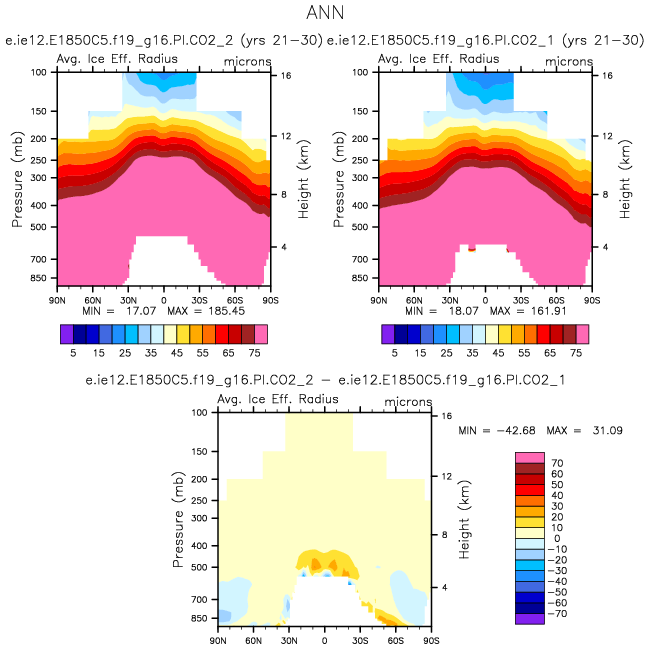 ANN
e.ie12.E1850C5.f19_g16.PI.CO2_2 (yrs 21-30) e.ie12.E1850C5.f19_g16.PI.CO2_1 (yrs 21-30)
Avg. Ice Eff. Radius microns Avg. Ice Eff. Radius microns
100 16 100 16
150 150
12 12
200 200
250 250
300 300
8 8
400 400
500 500
4 4
700 700
850 850
Pressure (mb) Height (km) Pressure (mb) Height (km)
90N 60N 30N 0 30S 60S 90S 90N 60N 30N 0 30S 60S 90S
MIN = 17.07 MAX = 185.45 MIN = 18.07 MAX = 161.91
5 15 25 35 45 55 65 75 5 15 25 35 45 55 65 75
e.ie12.E1850C5.f19_g16.PI.CO2_2 - e.ie12.E1850C5.f19_g16.PI.CO2_1
Avg. Ice Eff. Radius microns
100 16
MIN = -42.68 MAX = 31.09
150
12
200
250
300
8
400
500
4
700
850
Pressure (mb) Height (km)
90N 60N 30N 0 30S 60S 90S
70
60
50
40
30
20
10
0
-10
-20
-30
-40
-50
-60
-70